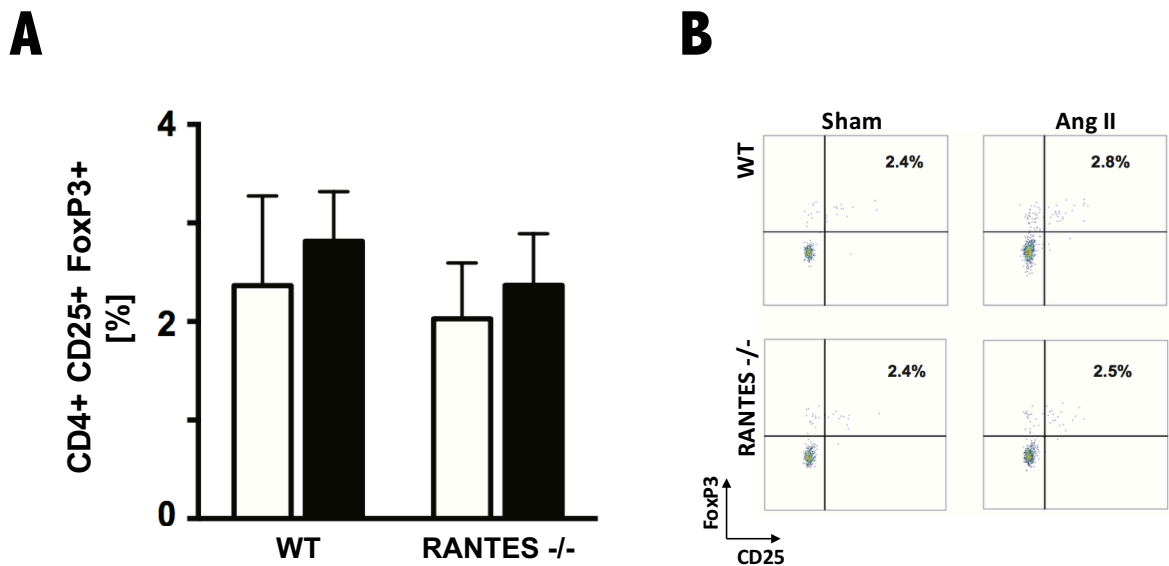 A
4
2
0
CD4+ CD25+ FoxP3+
[%]
WT
RANTES -/-
B
Sham
Ang II
WT
2.4%
2.8%
RANTES -/-
2.4%
2.5%
FoxP3
CD25